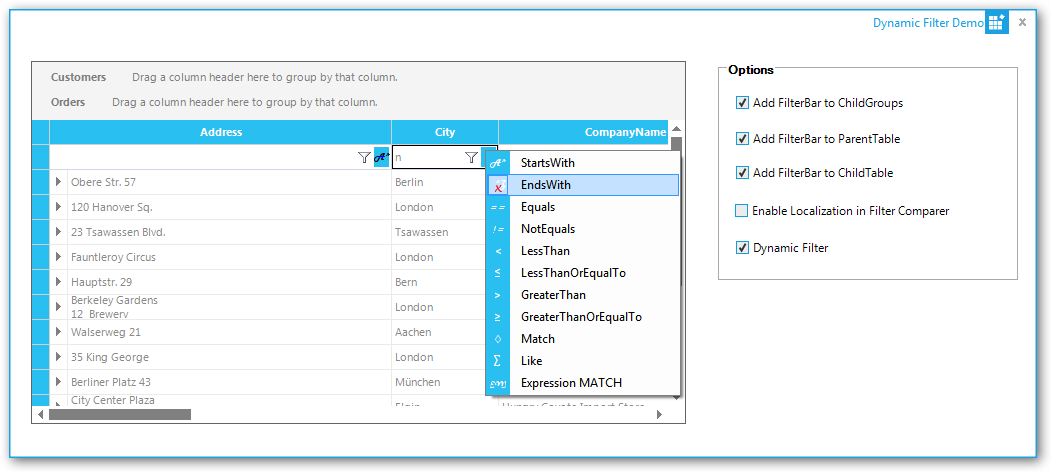 Dynamic Filter Demo
x
Customers Drag a column header here to group by that column.
Orders Drag a column header here to group by that column.
Address City CompanyName
n
Obere Str. 57 Berlin
120 Hanover Sq. London
23 Tsawassen Blvd. Tsawassen
Fauntleroy Circus London
Hauptstr. 29 Bern
Berkeley Gardens
12 Brewery London
Walserweg 21 Aachen
35 King George London
Berliner Platz 43 München
City Center Plaza
Elgin Hungry Coyote Import Store
StartsWith
EndsWith
== Equals
!= NotEquals
< LessThan
≤ LessThanOrEqualTo
> GreaterThan
≥ GreaterThanOrEqualTo
◊ Match
∑ Like
Expression MATCH
Options
Add FilterBar to ChildGroups
Add FilterBar to ParentTable
Add FilterBar to ChildTable
Enable Localization in Filter Comparer
Dynamic Filter